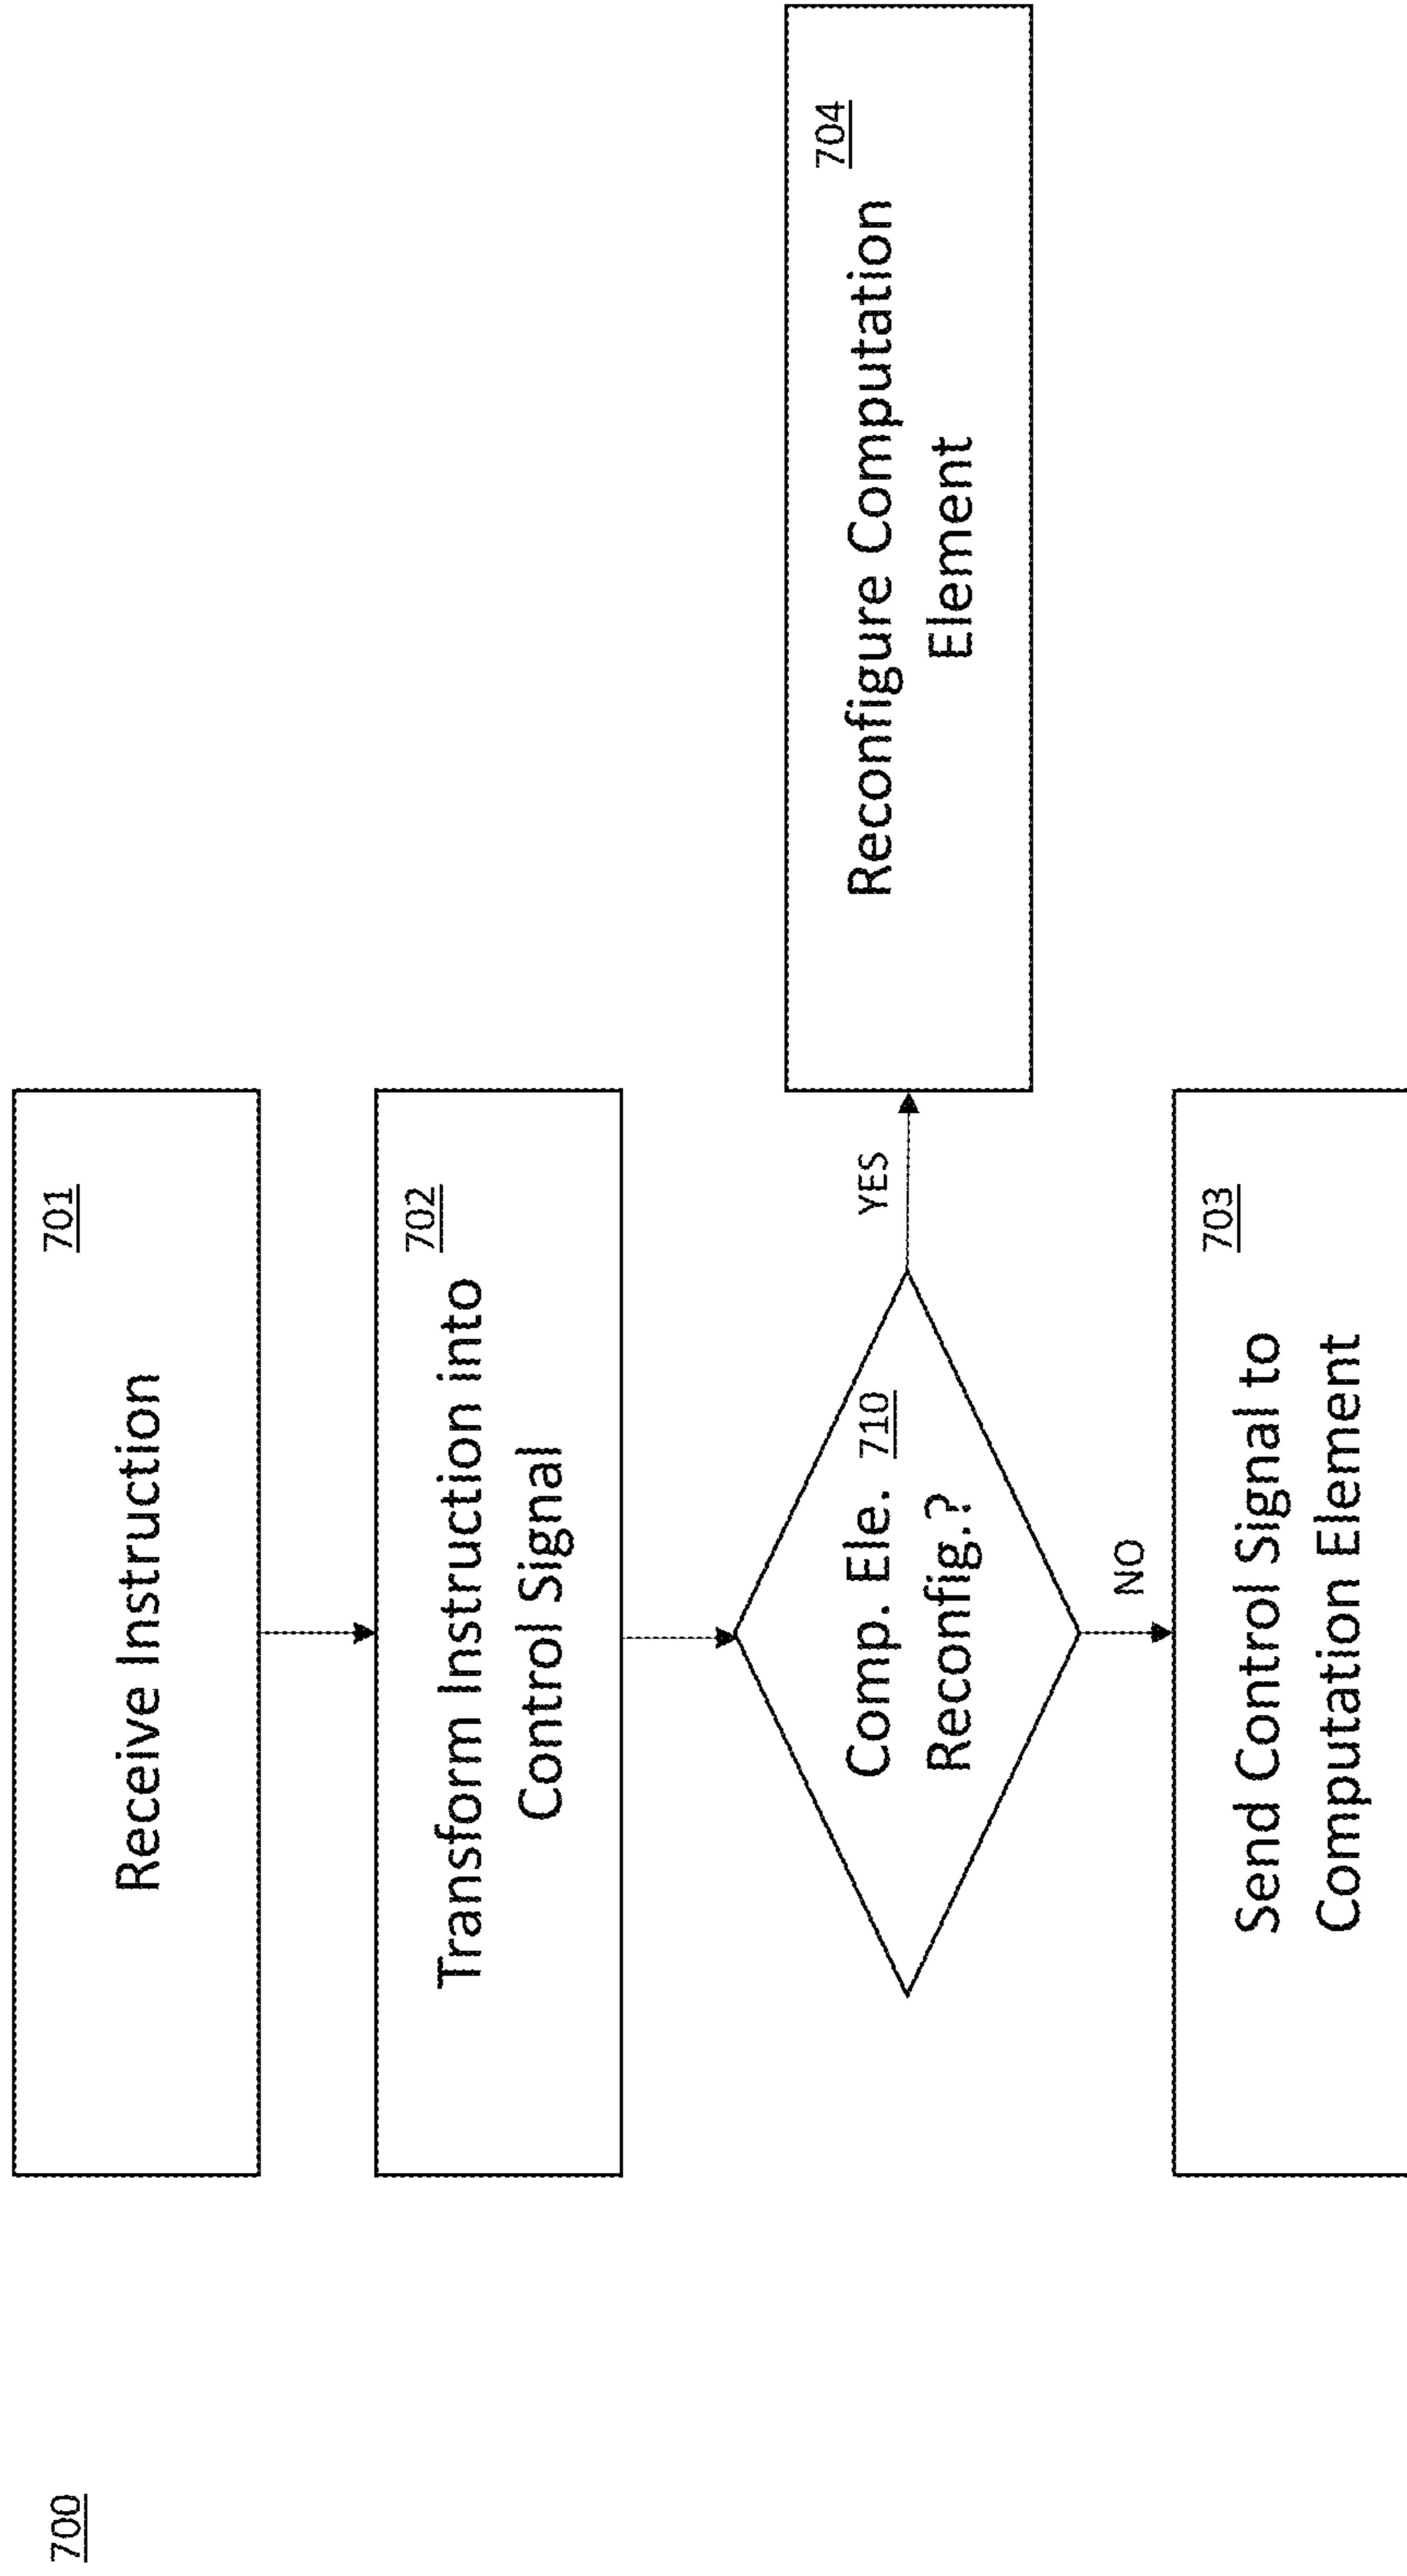 700
701
Receive Instruction
702
Transform Instruction into
Control Signal
Comp. Ele. 710
Reconfig.?
YES
704
Reconfigure Computation
Element
NO
703
Send Control Signal to
Computation Element